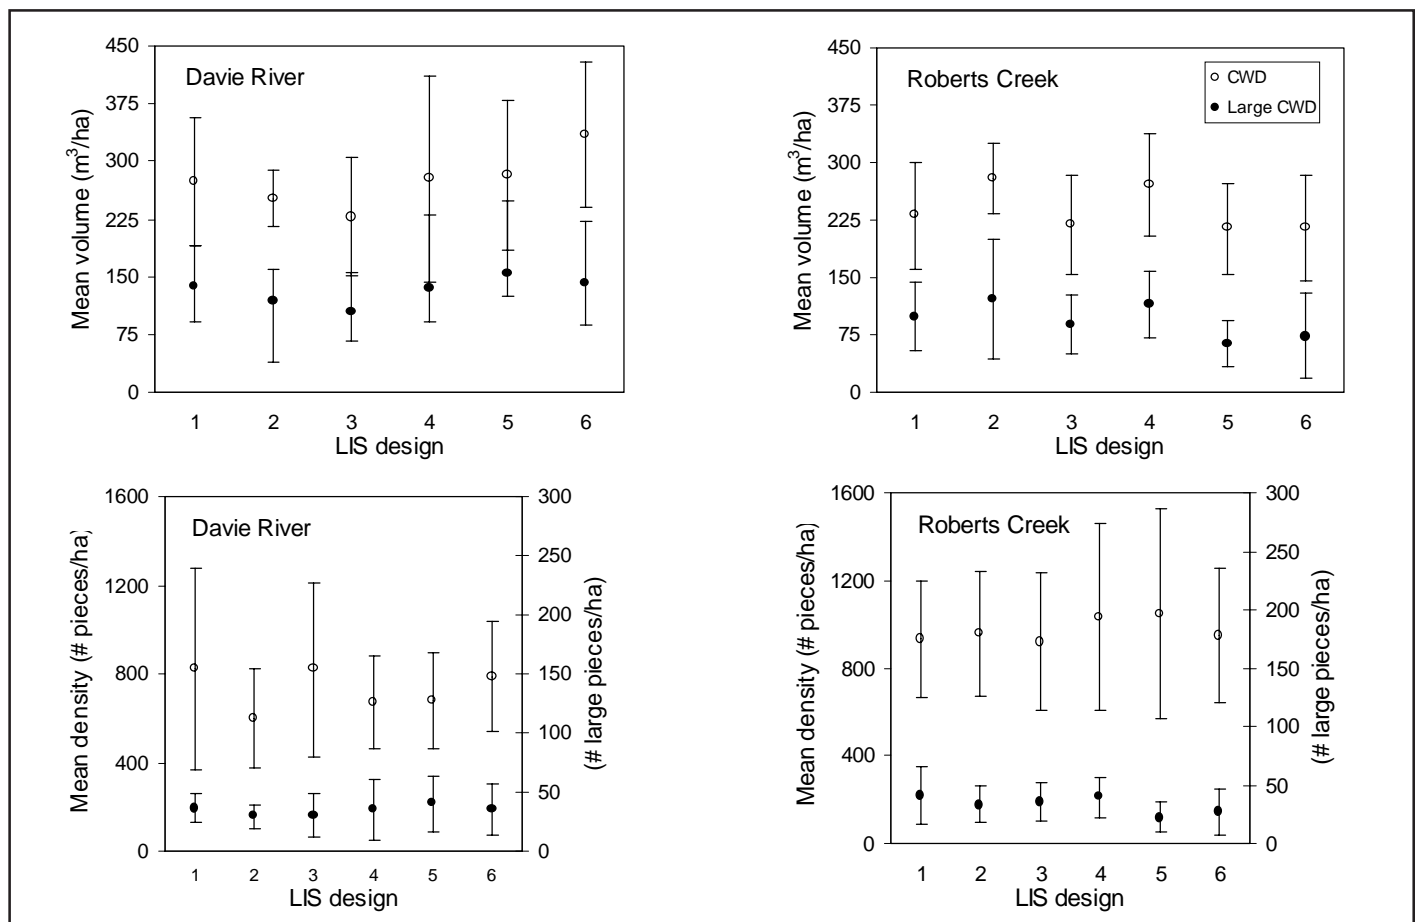 Davie River
Mean volume (m³/ha)
450
375
300
225
150
75
0
1 2 3 4 5 6
LIS design
Roberts Creek
CWD
Large CWD
Mean volume (m³/ha)
450
375
300
225
150
75
0
1 2 3 4 5 6
LIS design
Davie River
Mean density (# pieces/ha)
1600
1200
800
400
0
300
250
200
150
100
50
0
(# large pieces/ha)
1 2 3 4 5 6
LIS design
Roberts Creek
Mean density (# pieces/ha)
1600
1200
800
400
0
300
250
200
150
100
50
0
(# large pieces/ha)
1 2 3 4 5 6
LIS design